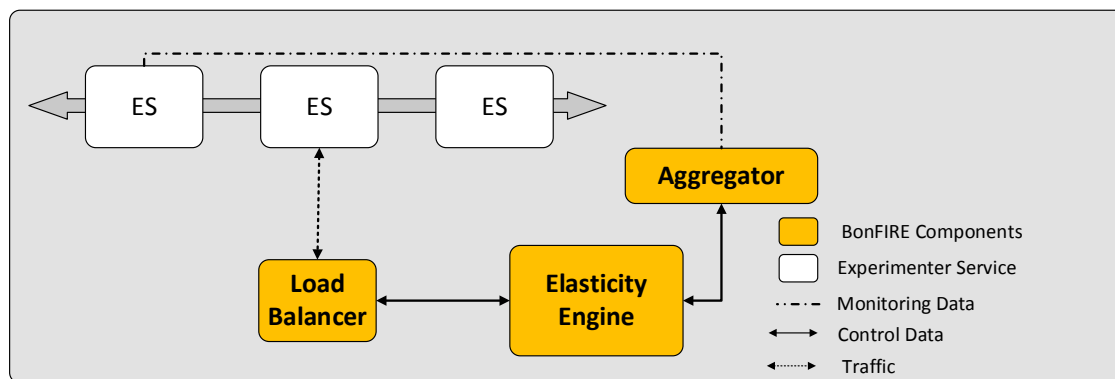 ES
ES
ES
Aggregator
Load
Balancer
Elasticity
Engine
BonFIRE Components
Experimenter Service
Monitoring Data
Control Data
Traffic